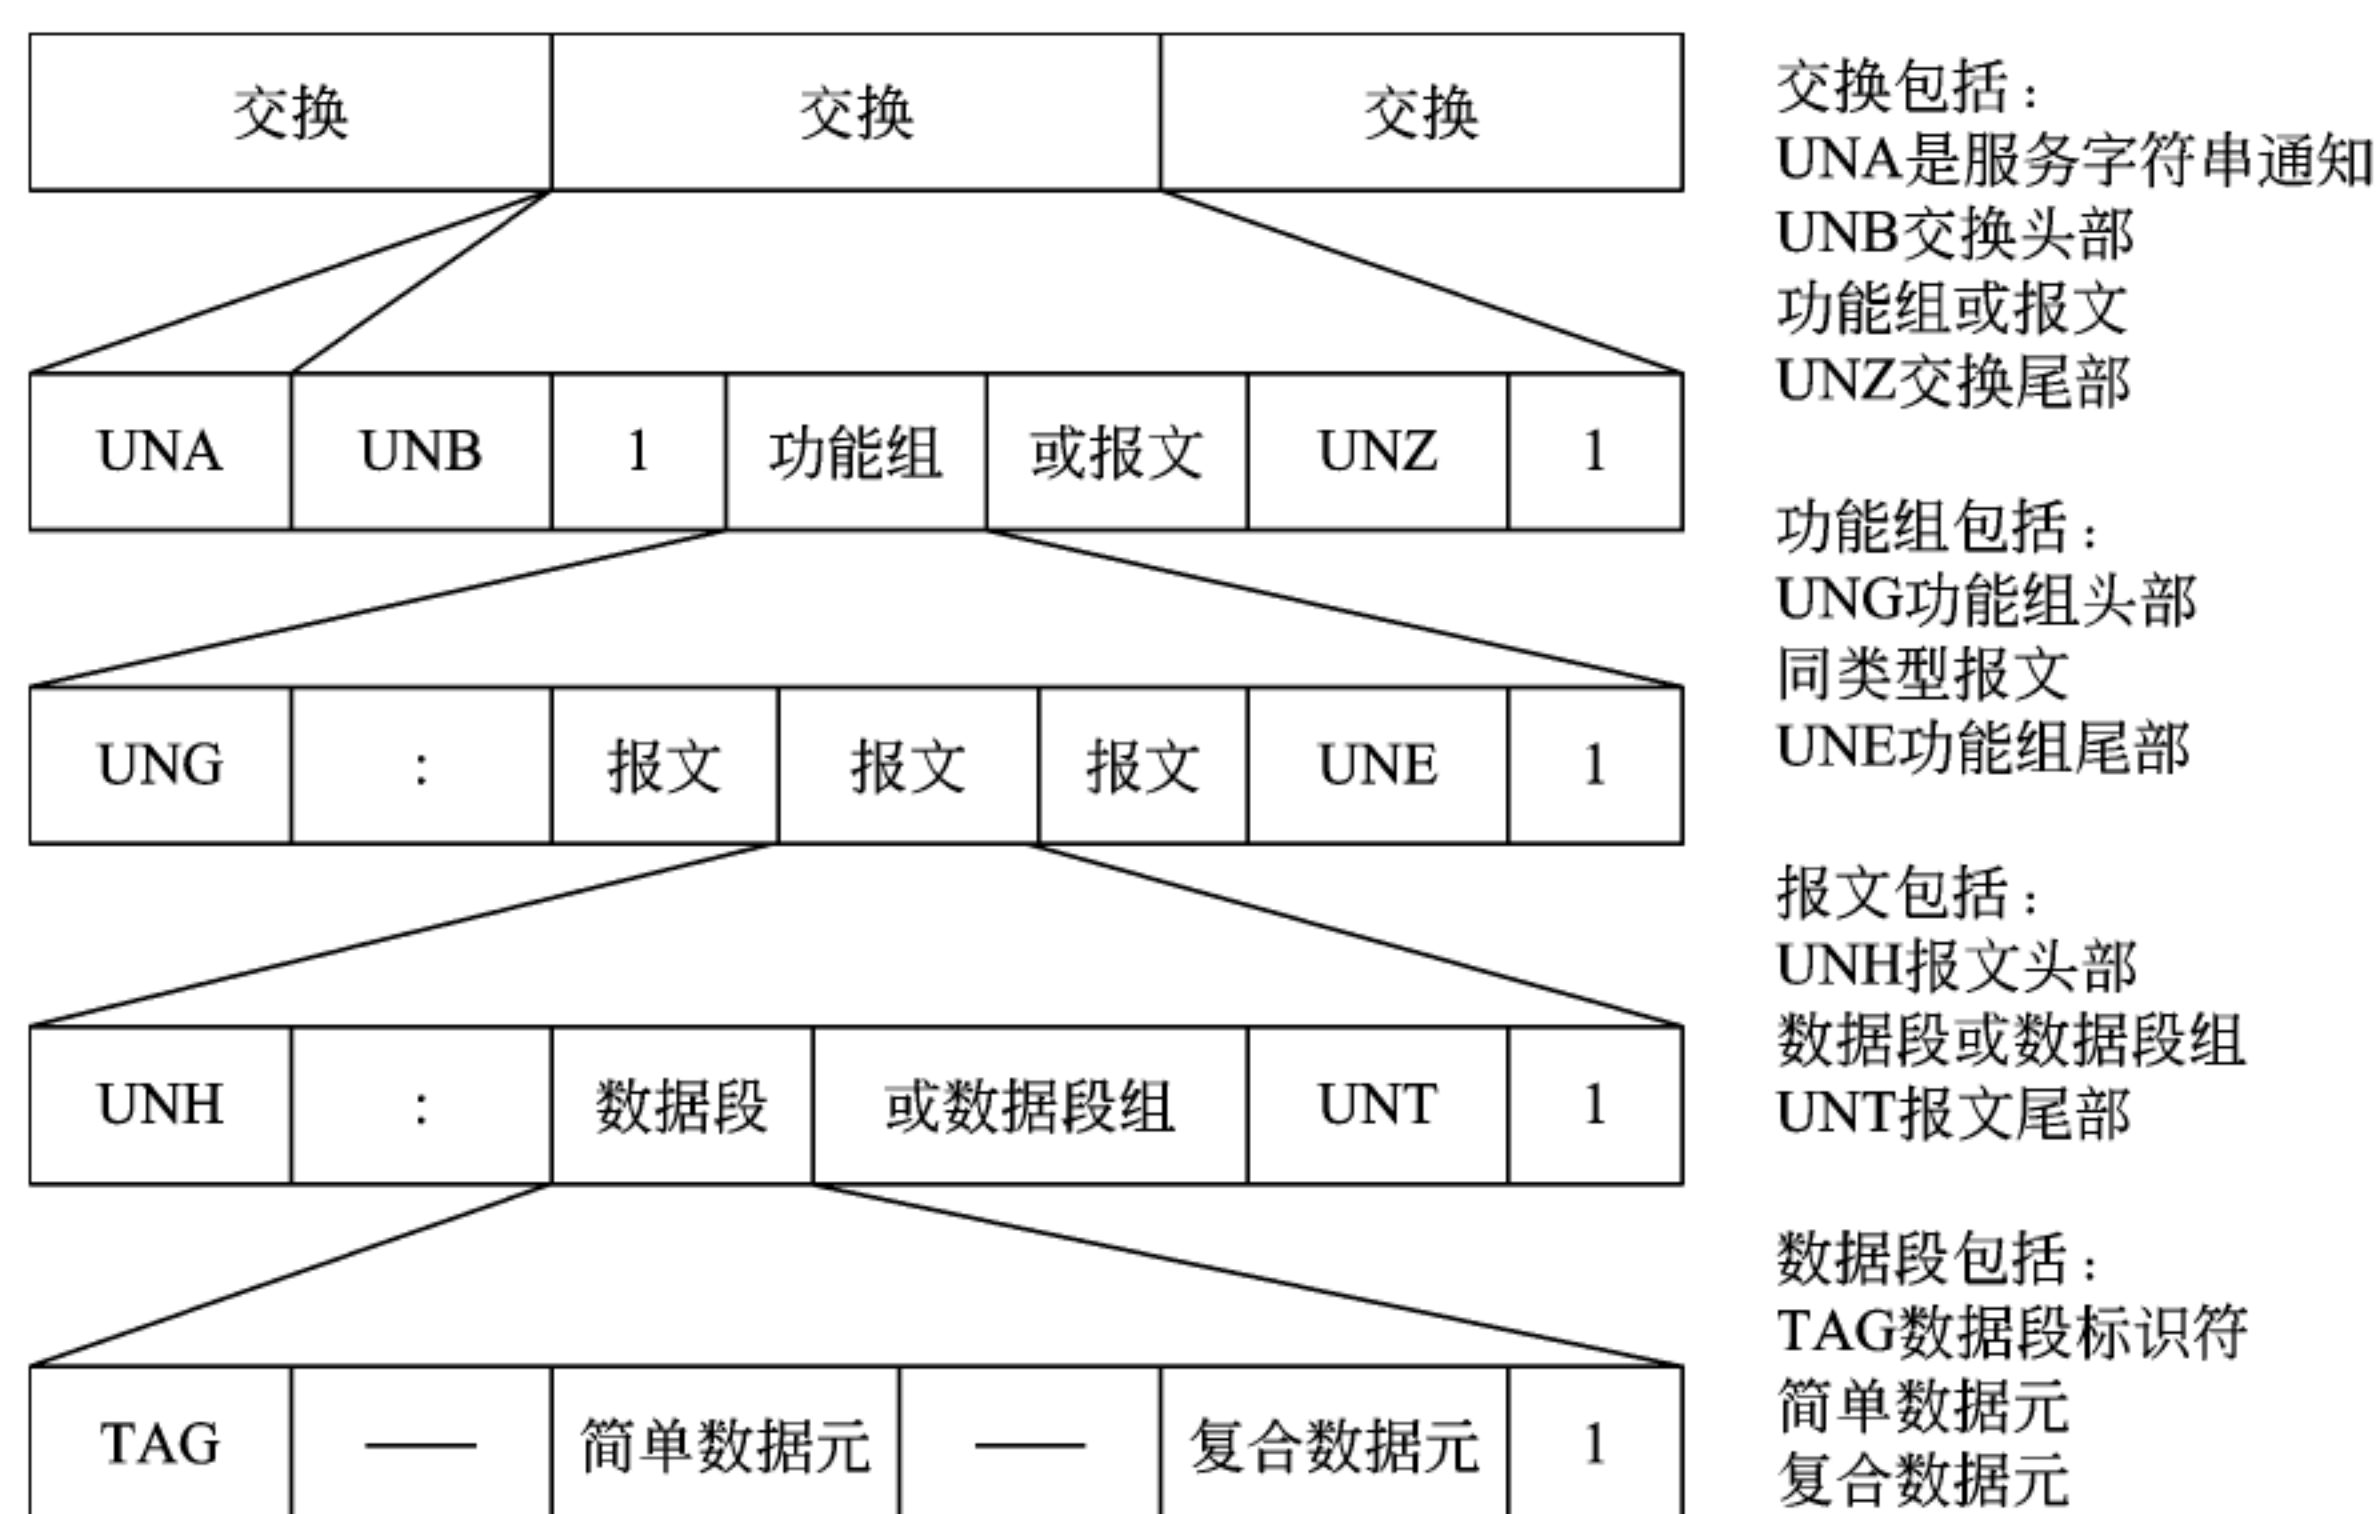 交换 交换 交换
UNA UNB 1 功能组 或报文 UNZ 1
UNG : 报文 报文 报文 UNE 1
UNH : 数据段 或数据段组 UNT 1
TAG — 简单数据元 — 复合数据元 1
交换包括：
UNA是服务字符串通知
UNB交换头部
功能组或报文
UNZ交换尾部
功能组包括：
UNG功能组头部
同类型报文
UNE功能组尾部
报文包括：
UNH报文头部
数据段或数据段组
UNT报文尾部
数据段包括：
TAG数据段标识符
简单数据元
复合数据元